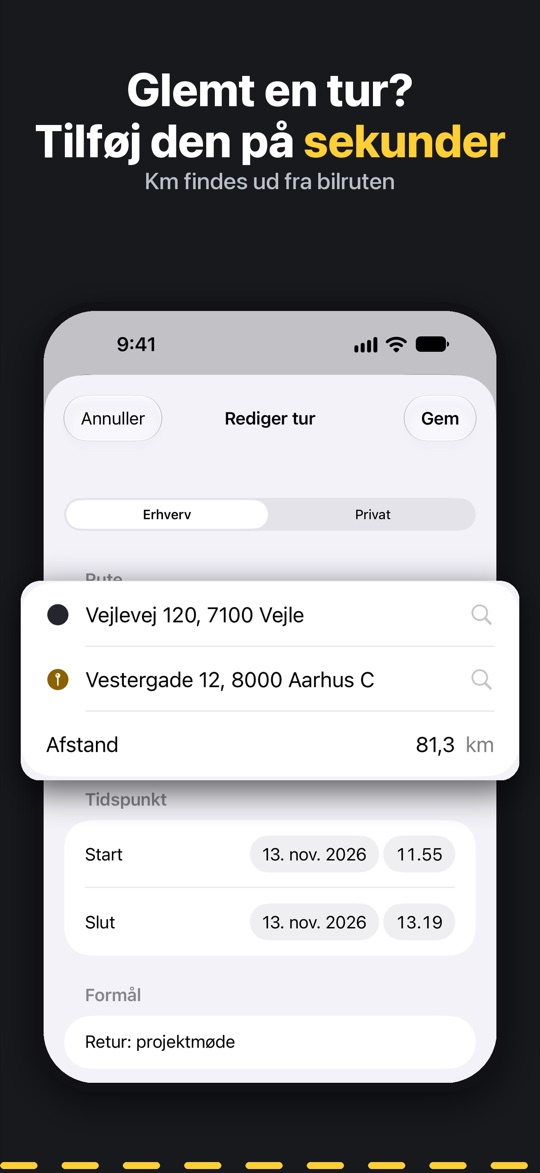 Glemt en tur?
Tilføj den på sekunder
Km findes ud fra bilruten
9:41
Annuller Rediger tur Gem
Erhverv Privat
Rute
Vejlevej 120, 7100 Vejle
Vestergade 12, 8000 Aarhus C
Afstand 81,3 km
Tidspunkt
Start 13. nov. 2026 11.55
Slut 13. nov. 2026 13.19
Formål
Retur: projektmøde